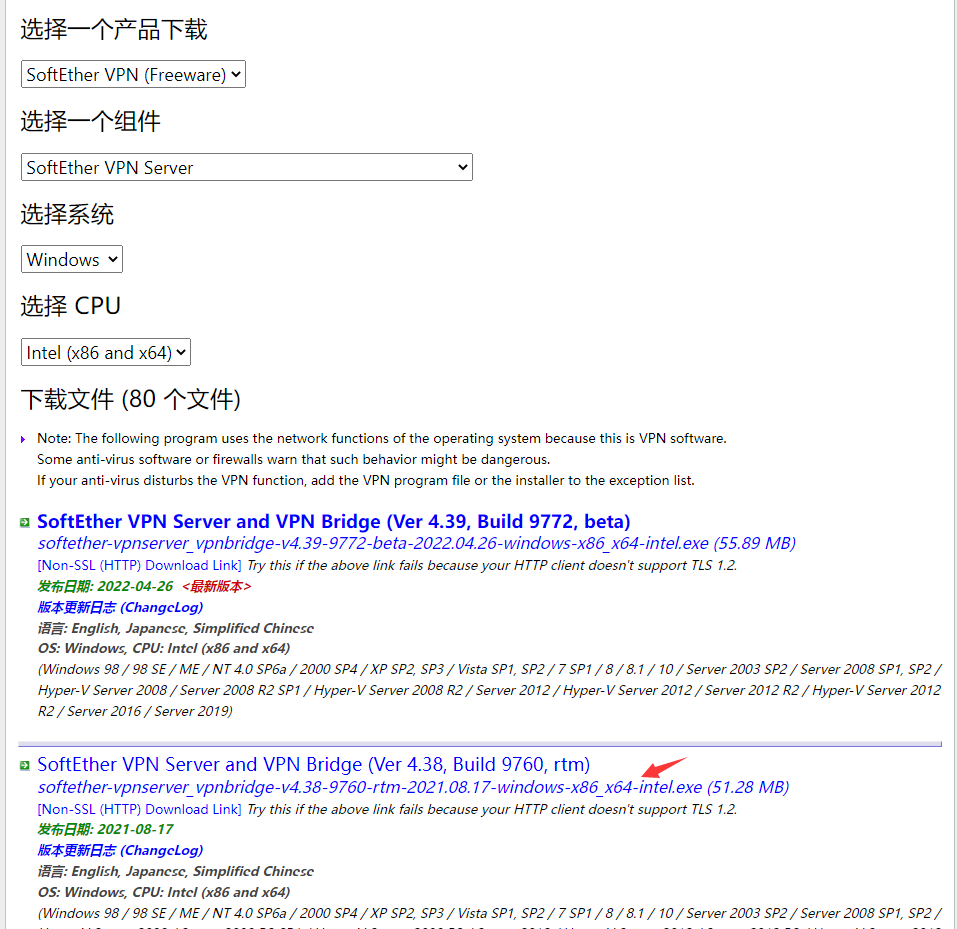 选择一个产品下载
SoftEther VPN (Freeware)
选择一个组件
SoftEther VPN Server
选择系统
Windows
选择 CPU
Intel (x86 and x64)
下载文件 (80 个文件)
Note: The following program uses the network functions of the operating system because this is VPN software.
Some anti-virus software or firewalls warn that such behavior might be dangerous.
If your anti-virus disturbs the VPN function, add the VPN program file or the installer to the exception list.
SoftEther VPN Server and VPN Bridge (Ver 4.39, Build 9772, beta)
softether-vpnserver_vpnbridge-v4.39-9772-beta-2022.04.26-windows-x86_x64-intel.exe (55.89 MB)
[Non-SSL (HTTP) Download Link] Try this if the above link fails because your HTTP client doesn't support TLS 1.2.
发布日期: 2022-04-26 <最新版本>
版本更新日志 (ChangeLog)
语言: English, Japanese, Simplified Chinese
OS: Windows, CPU: Intel (x86 and x64)
(Windows 98 / 98 SE / ME / NT 4.0 SP6a / 2000 SP4 / XP SP2, SP3 / Vista SP1, SP2 / 7 SP1 / 8 / 8.1 / 10 / Server 2003 SP2 / Server 2008 SP1, SP2 /
Hyper-V Server 2008 / Server 2008 R2 SP1 / Hyper-V Server 2008 R2 / Server 2012 / Hyper-V Server 2012 / Server 2012 R2 / Hyper-V Server 2012
R2 / Server 2016 / Server 2019)
SoftEther VPN Server and VPN Bridge (Ver 4.38, Build 9760, rtm)
softether-vpnserver_vpnbridge-v4.38-9760-rtm-2021.08.17-windows-x86_x64-intel.exe (51.28 MB)
[Non-SSL (HTTP) Download Link] Try this if the above link fails because your HTTP client doesn't support TLS 1.2.
发布日期: 2021-08-17
版本更新日志 (ChangeLog)
语言: English, Japanese, Simplified Chinese
OS: Windows, CPU: Intel (x86 and x64)
(Windows 98 / 98 SE / ME / NT 4.0 SP6a / 2000 SP4 / XP SP2, SP3 / Vista SP1, SP2 / 7 SP1 / 8 / 8.1 / 10 / Server 2003 SP2 / Server 2008 SP1, SP2 /